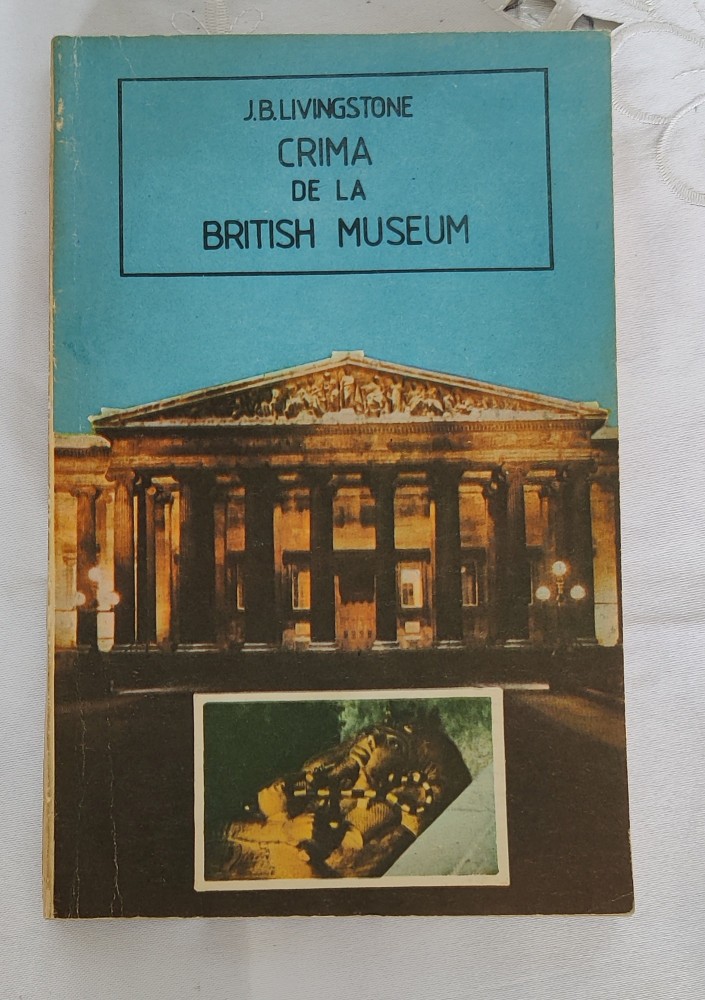 J.B.LIVINGSTONE
CRIMA
DE LA
BRITISH MUSEUM